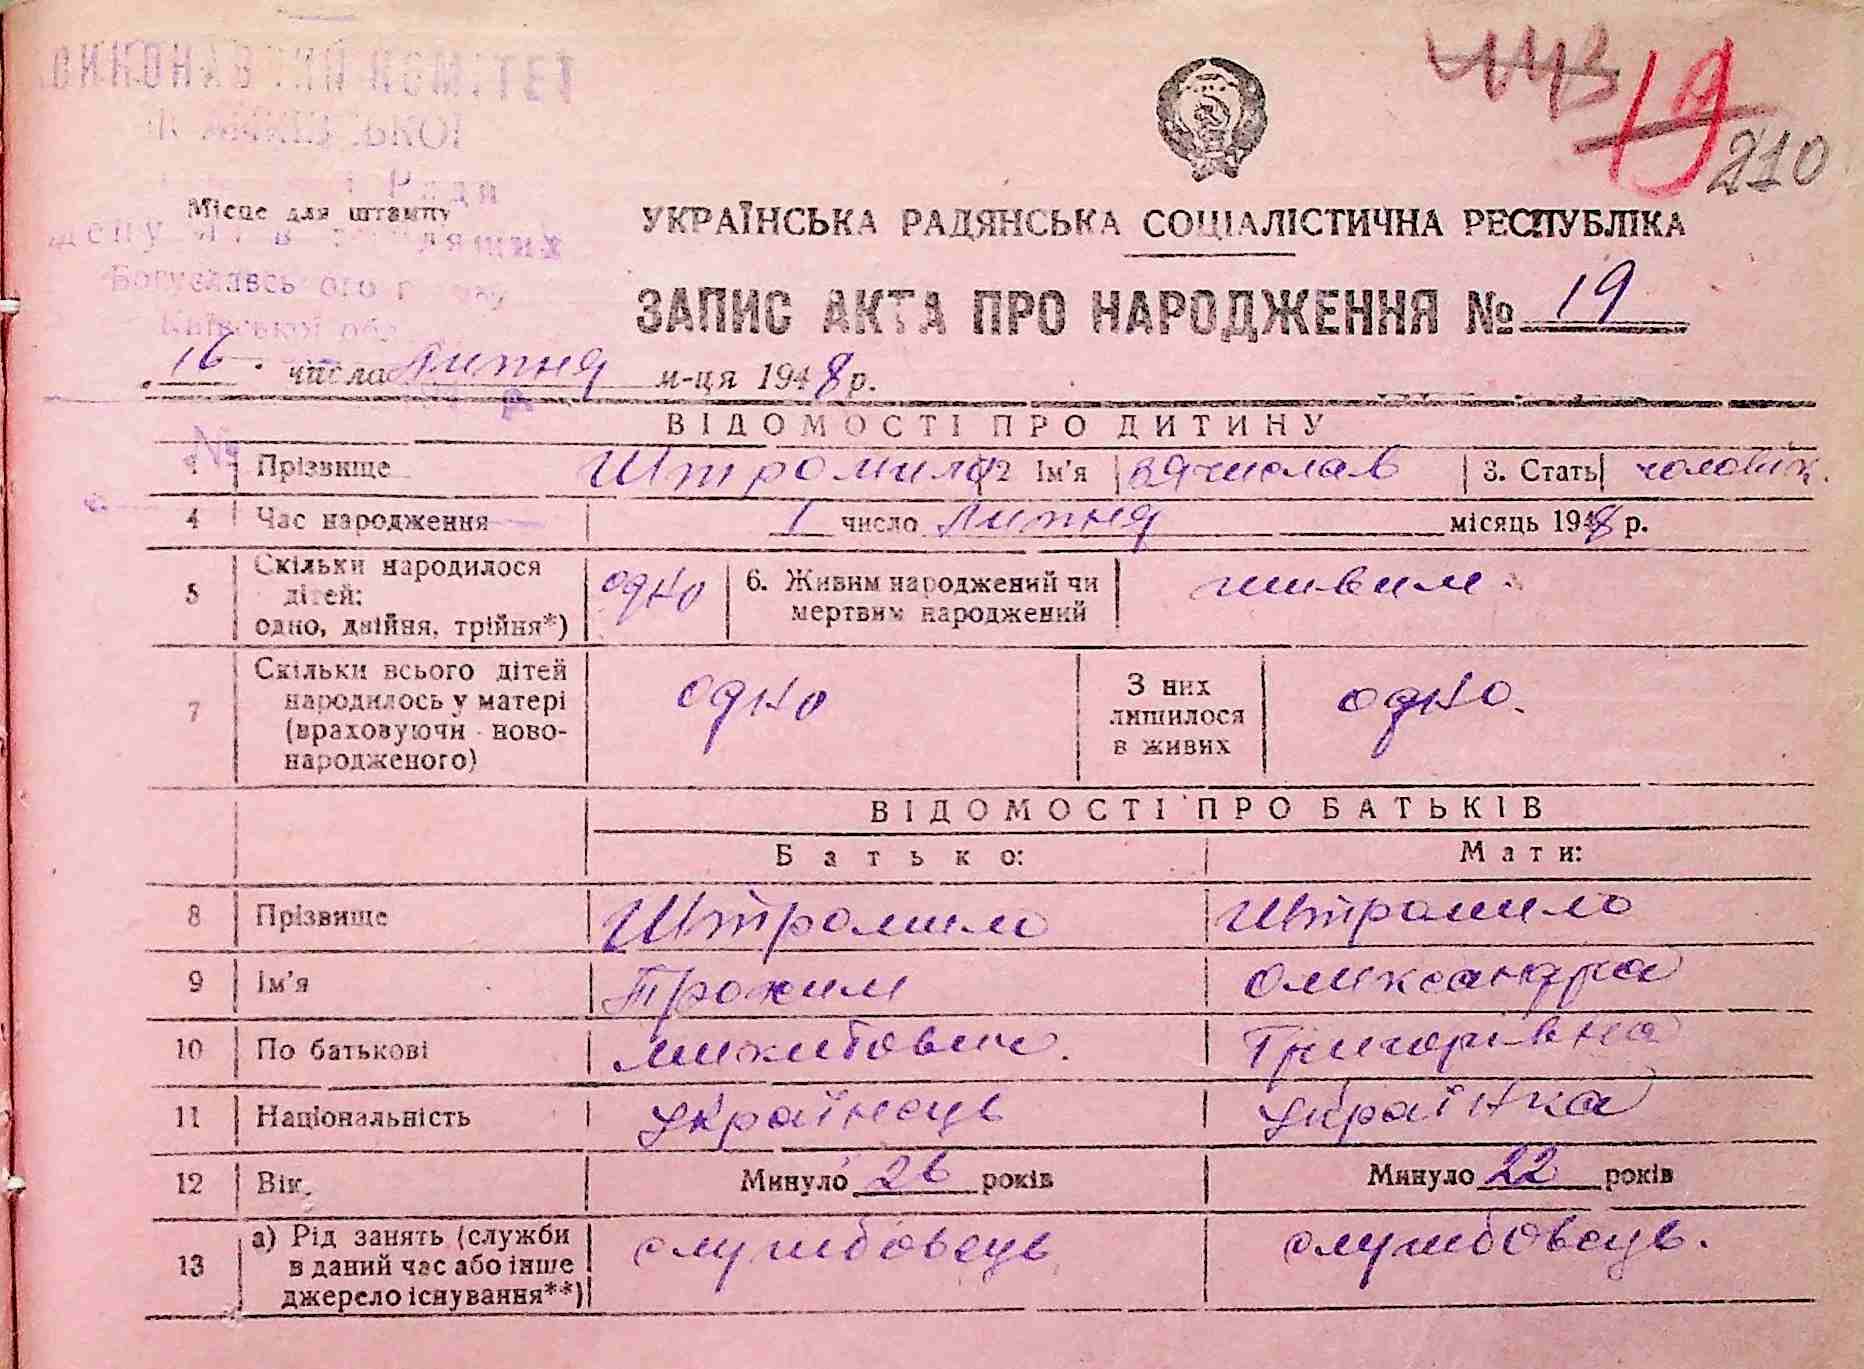 Рада
Місце для штампу
УКРАЇНСЬКА РАДЯНСЬКА СОЦІАЛІСТИЧНА РЕСПУБЛІКА
210
19
ЗАПИС АКТА ПРО НАРОДЖЕННЯ № 19
16 числа Липня м-ця 1948 р.
ВІДОМОСТІ ПРО ДИТИНУ
1 Прізвище Штромило 2 Ім'я Вячислав 3. Стать чоловік.
4 Час народження 1 число Липня місяць 1948 р.
5 Скільки народилося дітей: одно, двійня, трійня*) одно 6. Живим народжений чи мертвим народжений живим.
7 Скільки всього дітей народилось у матері (враховуючи новонародженого) одно З них лишилося в живих одно.
ВІДОМОСТІ ПРО БАТЬКІВ
Батько: Мати:
8 Прізвище Штромило Штромило
9 Ім'я Трохим Олександра
10 По батькові Микитович. Григорівна
11 Національність Українець Українка
12 Вік Минуло 26 років Минуло 22 років
13 а) Рід занять (служби в даний час або інше джерело існування**) службовець службовець.